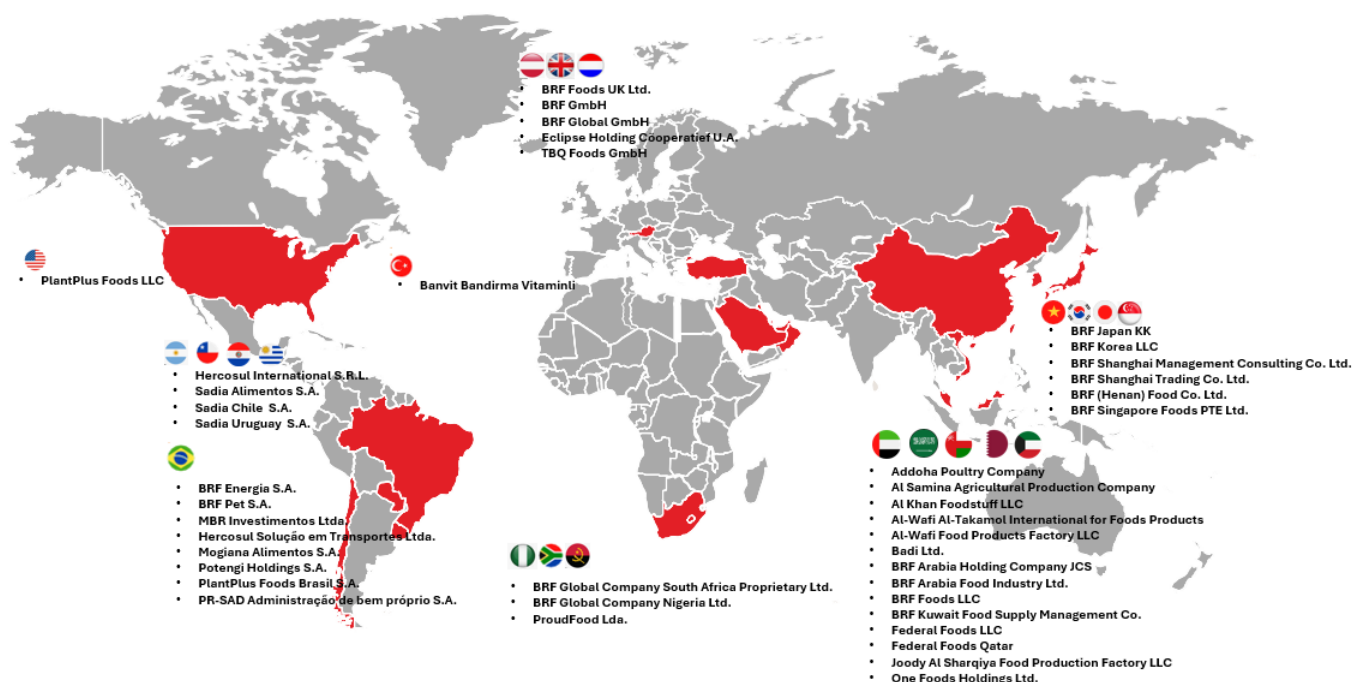 BRF Foods UK Ltd.
BRF GmbH
BRF Global GmbH
Eclipse Holding Cooperatief U.A.
TBQ Foods GmbH
PlantPlus Foods LLC
Banvit Bandirma Vitaminli
Hercosul International S.R.L.
Sadia Alimentos S.A.
Sadia Chile S.A.
Sadia Uruguay S.A.
BRF Energia S.A.
BRF Pet S.A.
MBR Investimentos Ltda.
Hercosul Solução em Transportes Ltda.
Mogiana Alimentos S.A.
Potengi Holdings S.A.
PlantPlus Foods Brasil S.A.
PR-SAD Administração de bem próprio S.A.
BRF Global Company South Africa Proprietary Ltd.
BRF Global Company Nigeria Ltd.
ProudFood Lda.
BRF Japan KK
BRF Korea LLC
BRF Shanghai Management Consulting Co. Ltd.
BRF Shanghai Trading Co. Ltd.
BRF (Henan) Food Co. Ltd.
BRF Singapore Foods PTE Ltd.
Addoha Poultry Company
Al Samina Agricultural Production Company
Al Khan Foodstuff LLC
Al-Wafi Al-Takamol International for Foods Products
Al-Wafi Food Products Factory LLC
Badi Ltd.
BRF Arabia Holding Company JCS
BRF Arabia Food Industry Ltd.
BRF Foods LLC
BRF Kuwait Food Supply Management Co.
Federal Foods LLC
Federal Foods Qatar
Joody Al Sharqiya Food Production Factory LLC
One Foods Holdings Ltd.